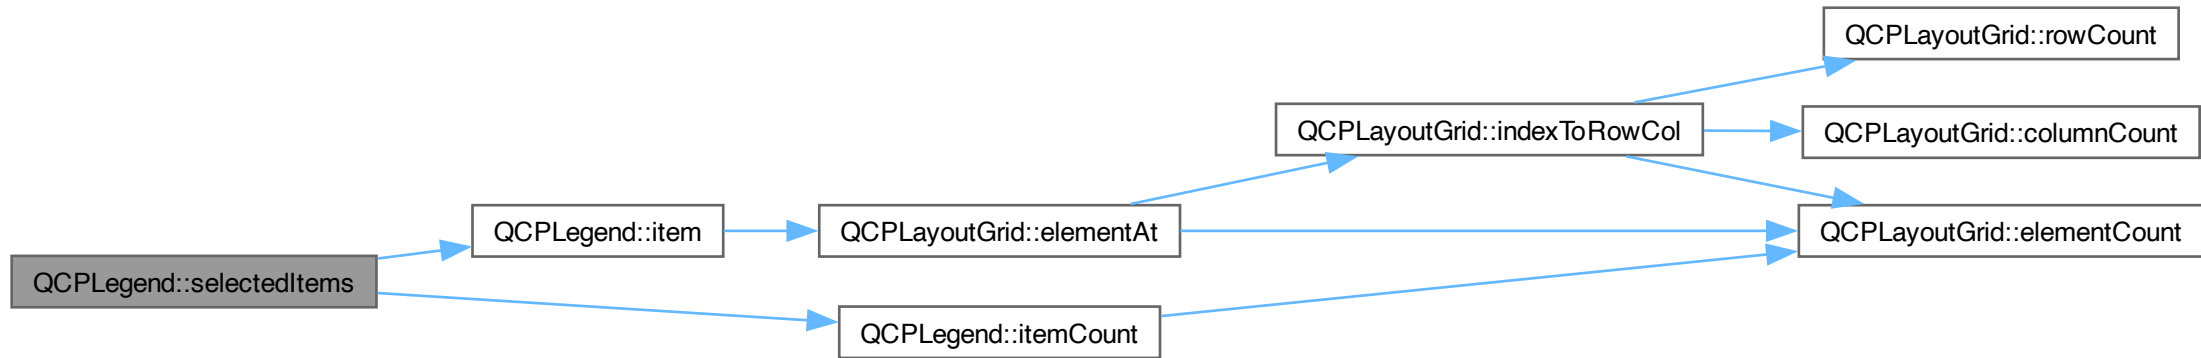 QCPLayoutGrid::rowCount
QCPLayoutGrid::indexToRowCol
QCPLayoutGrid::columnCount
QCPLegend::item
QCPLayoutGrid::elementAt
QCPLayoutGrid::elementCount
QCPLegend::selectedItems
QCPLegend::itemCount